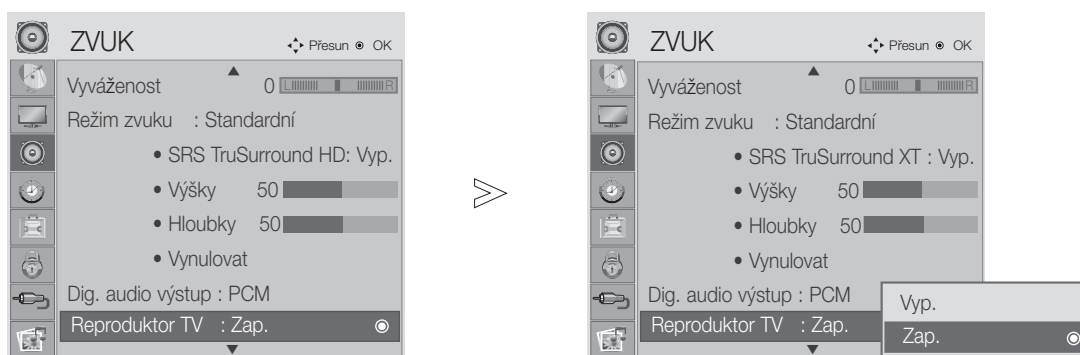 ZVUK Přesun OK
Vyváženost 0 L R
Režim zvuku : Standardní
• SRS TruSurround HD: Vyp.
• Výšky 50
• Hloubky 50
• Vynulovat
Dig. audio výstup : PCM
Reproduktor TV : Zap.
ZVUK Přesun OK
Vyváženost 0 L R
Režim zvuku : Standardní
• SRS TruSurround XT : Vyp.
• Výšky 50
• Hloubky 50
• Vynulovat
Dig. audio výstup : PCM
Reproduktor TV : Zap.
Vyp.
Zap.